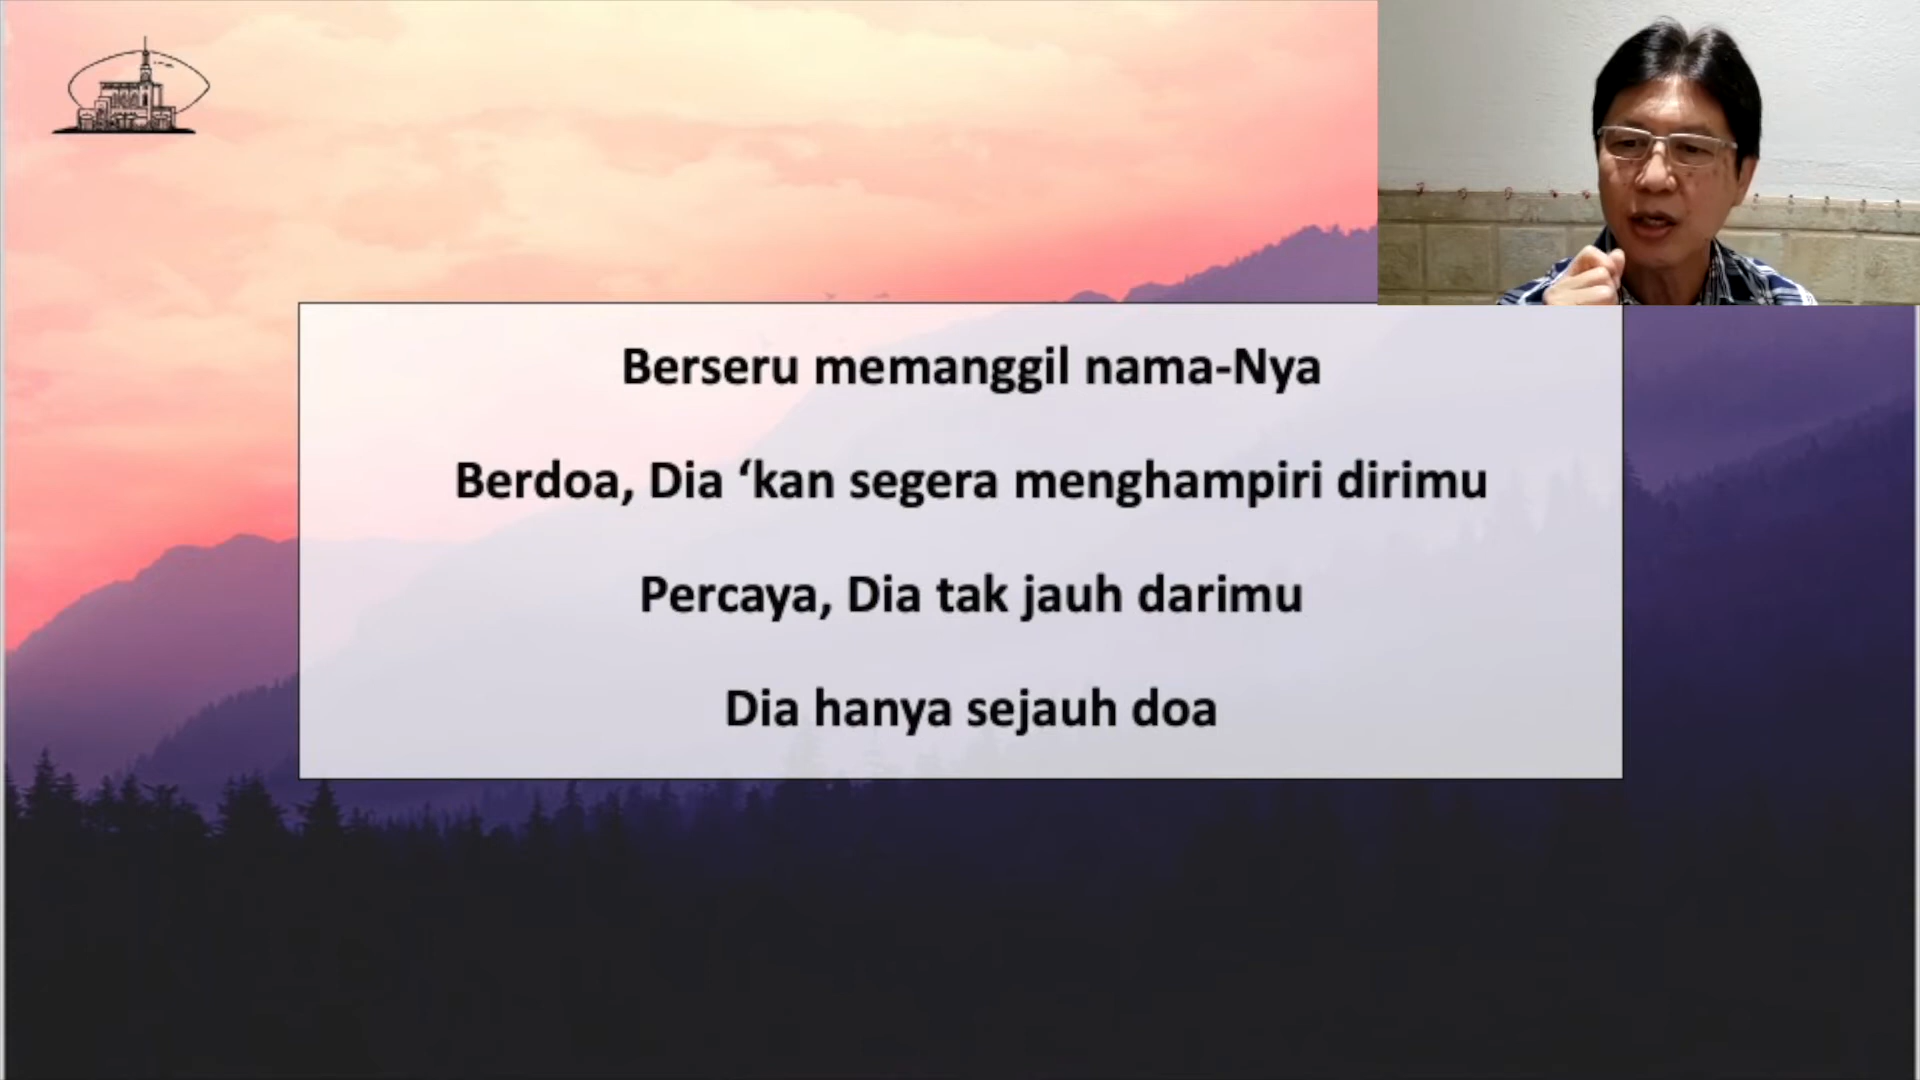 Berseru memanggil nama-Nya
Berdoa, Dia ‘kan segera menghampiri dirimu
Percaya, Dia tak jauh darimu
Dia hanya sejauh doa